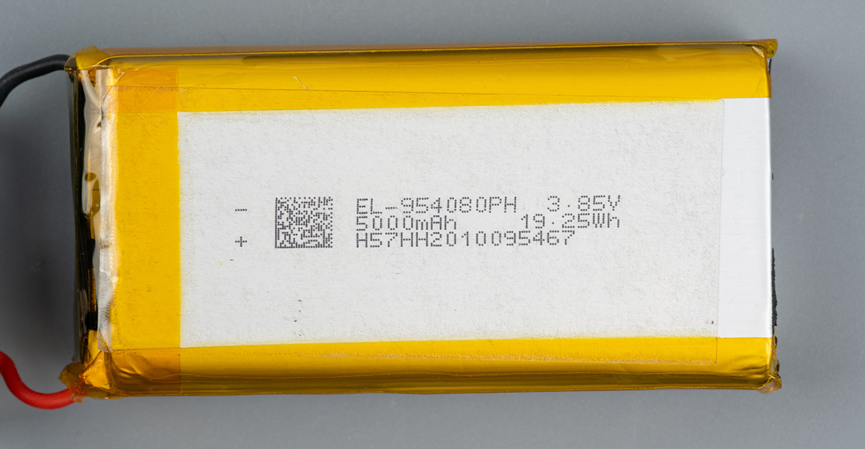 - EL-954080PH 3.85V
5000mAh 19.25Wh
+ H57HH2010095467